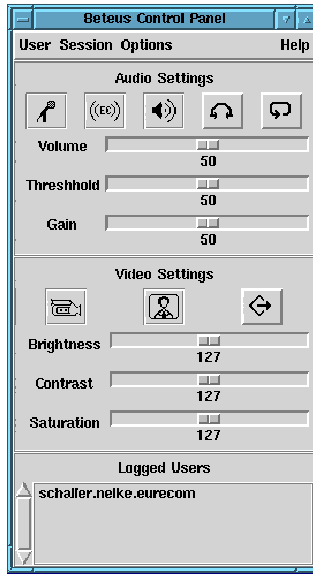 Beteus Control Panel
User Session Options Help
Audio Settings
((EC))
Volume
50
Threshhold
50
Gain
50
Video Settings
Brightness
127
Contrast
127
Saturation
127
Logged Users
schaller.nelke.eurecom